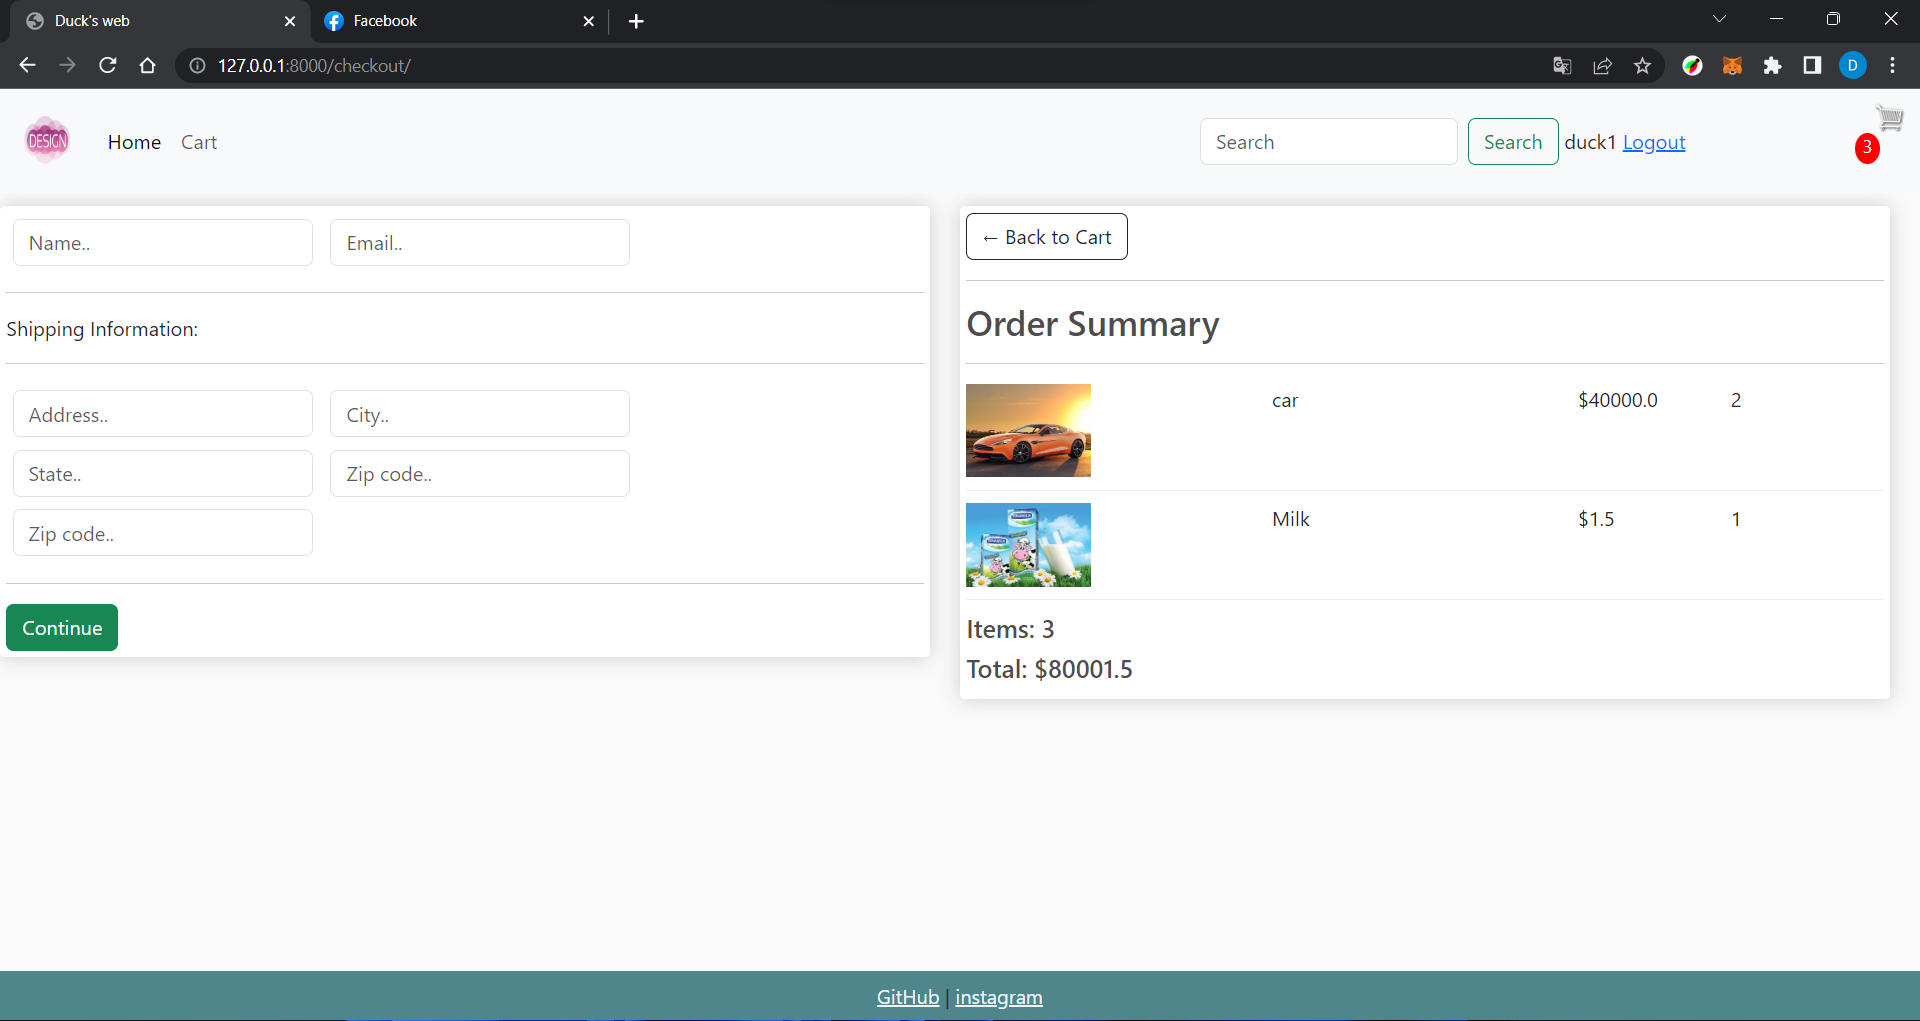 Duck's web
Facebook
127.0.0.1:8000/checkout/
D
DESIGN
Home Cart
Search Search duck1 Logout
3
Name.. Email..
Shipping Information:
Address.. City..
State.. Zip code..
Zip code..
Continue
← Back to Cart
Order Summary
car $40000.0 2
Milk $1.5 1
Items: 3
Total: $80001.5
GitHub | instagram